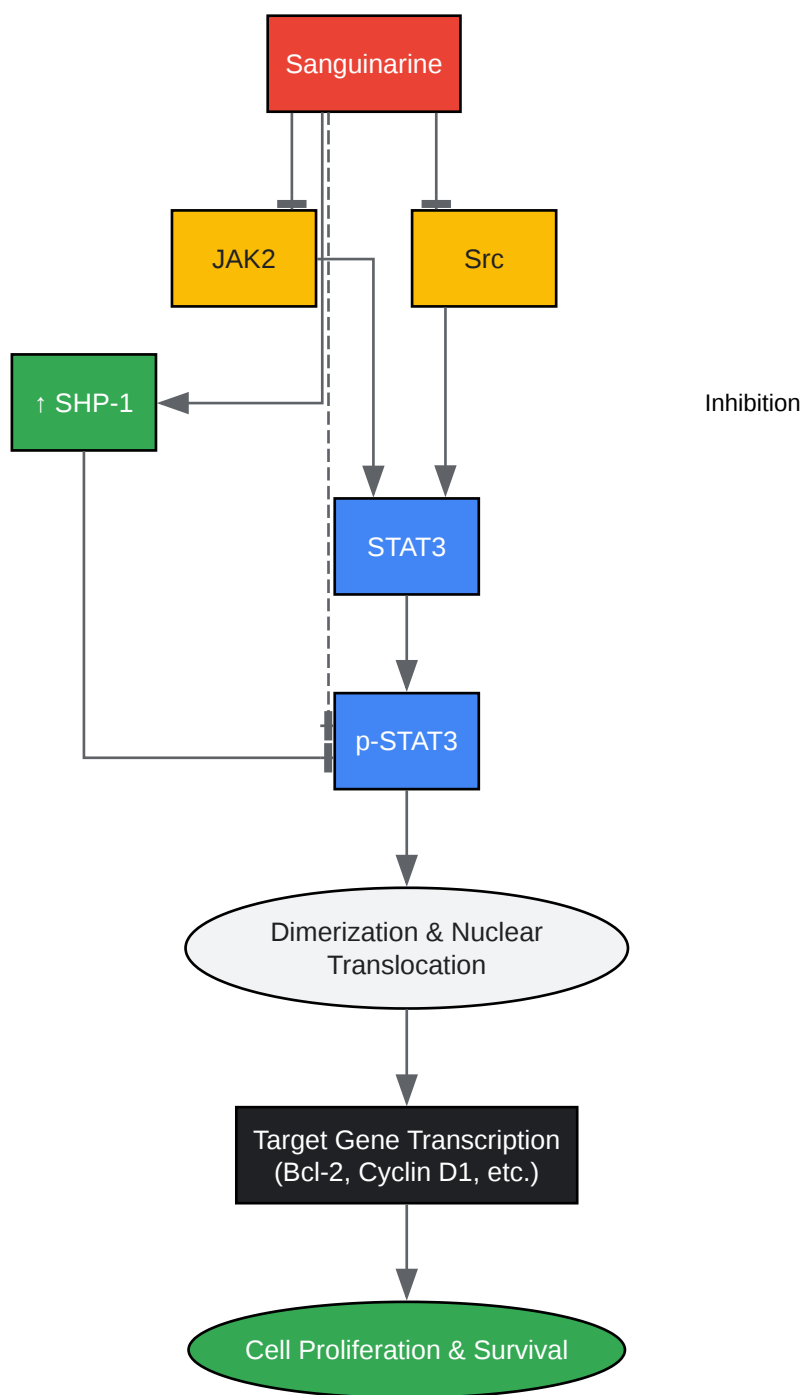 Sanguinarine
JAK2
Src
↑ SHP-1
Inhibition
STAT3
p-STAT3
Dimerization & Nuclear
Translocation
Target Gene Transcription
(Bcl-2, Cyclin D1, etc.)
Cell Proliferation & Survival